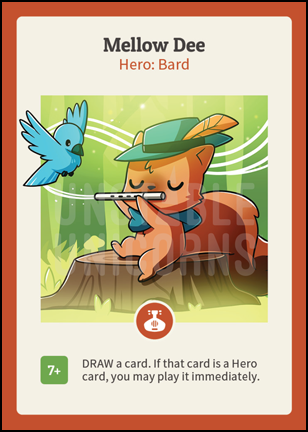 Mellow Dee
Hero: Bard
UNSTABLE
UNICORNS
7+
DRAW a card. If that card is a Hero
card, you may play it immediately.